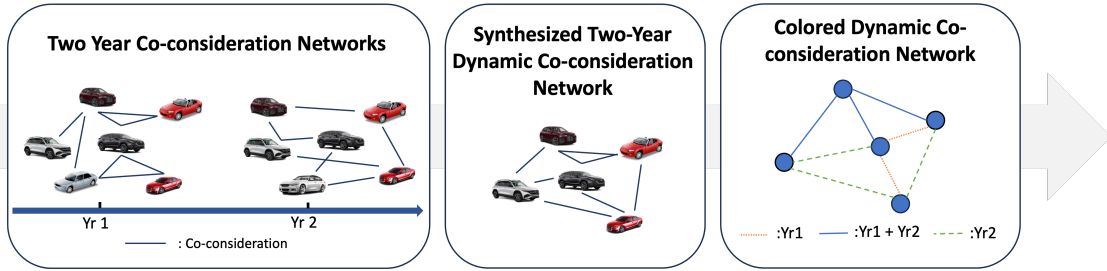 Two Year Co-consideration Networks
Yr 1
Yr 2
: Co-consideration
Synthesized Two-Year
Dynamic Co-consideration
Network
Colored Dynamic Co-
consideration Network
:Yr1
:Yr1 + Yr2
:Yr2